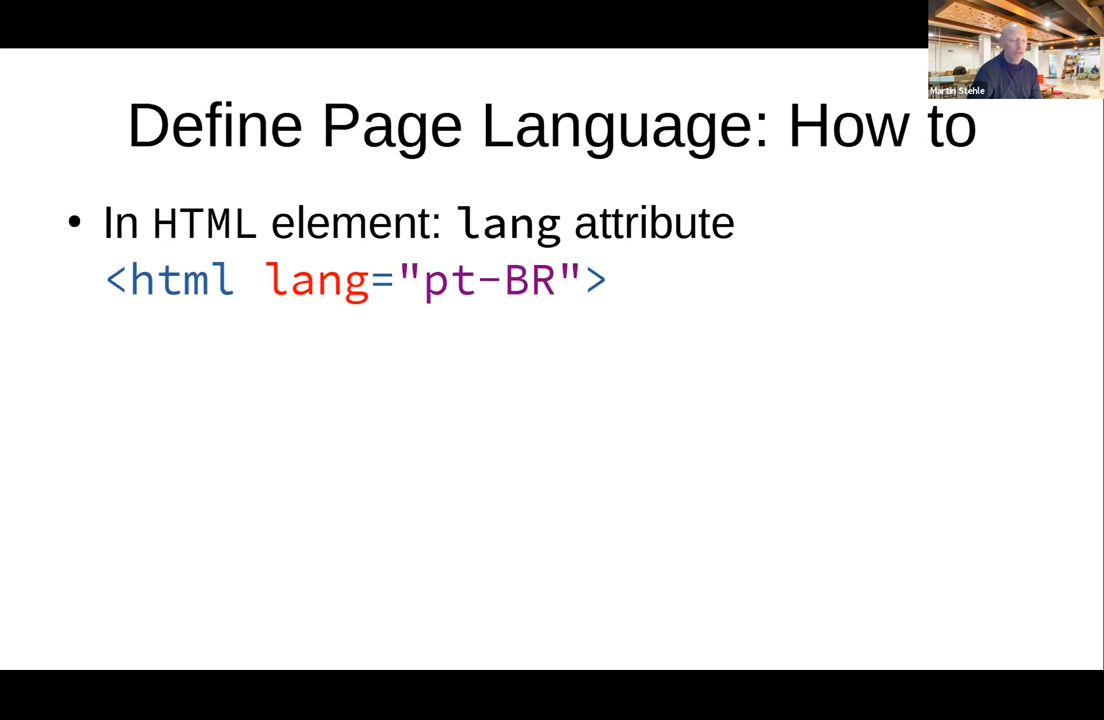 Martin Stehle
Define Page Language: How to
• In HTML element: lang attribute
<html lang="pt-BR">